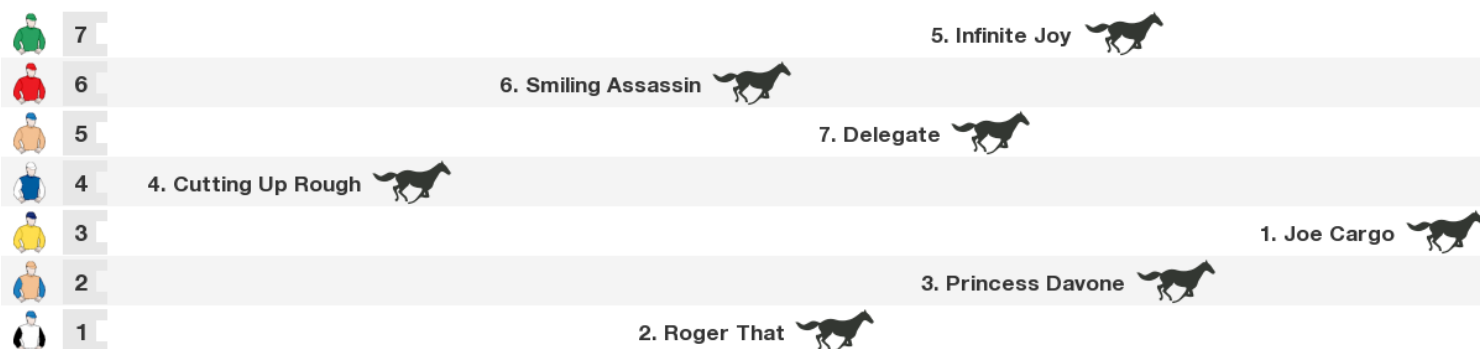 7 5. Infinite Joy
6 6. Smiling Assassin
5 7. Delegate
4 4. Cutting Up Rough
3 1. Joe Cargo
2 3. Princess Davone
1 2. Roger That